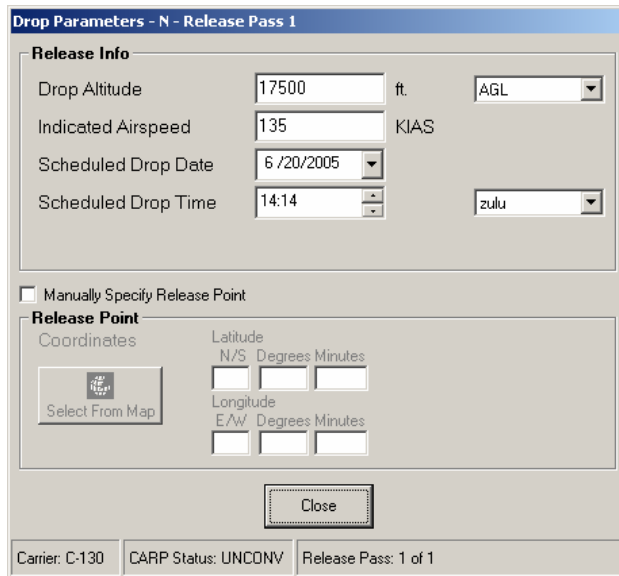 Drop Parameters - N - Release Pass 1
Release Info
Drop Altitude 17500 ft. AGL
Indicated Airspeed 135 KIAS
Scheduled Drop Date 6 /20/2005
Scheduled Drop Time 14:14 zulu
Manually Specify Release Point
Release Point
Coordinates Latitude
N/S Degrees Minutes
Select From Map
Longitude
E/W Degrees Minutes
Close
Carrier: C-130 CARP Status: UNCONV Release Pass: 1 of 1